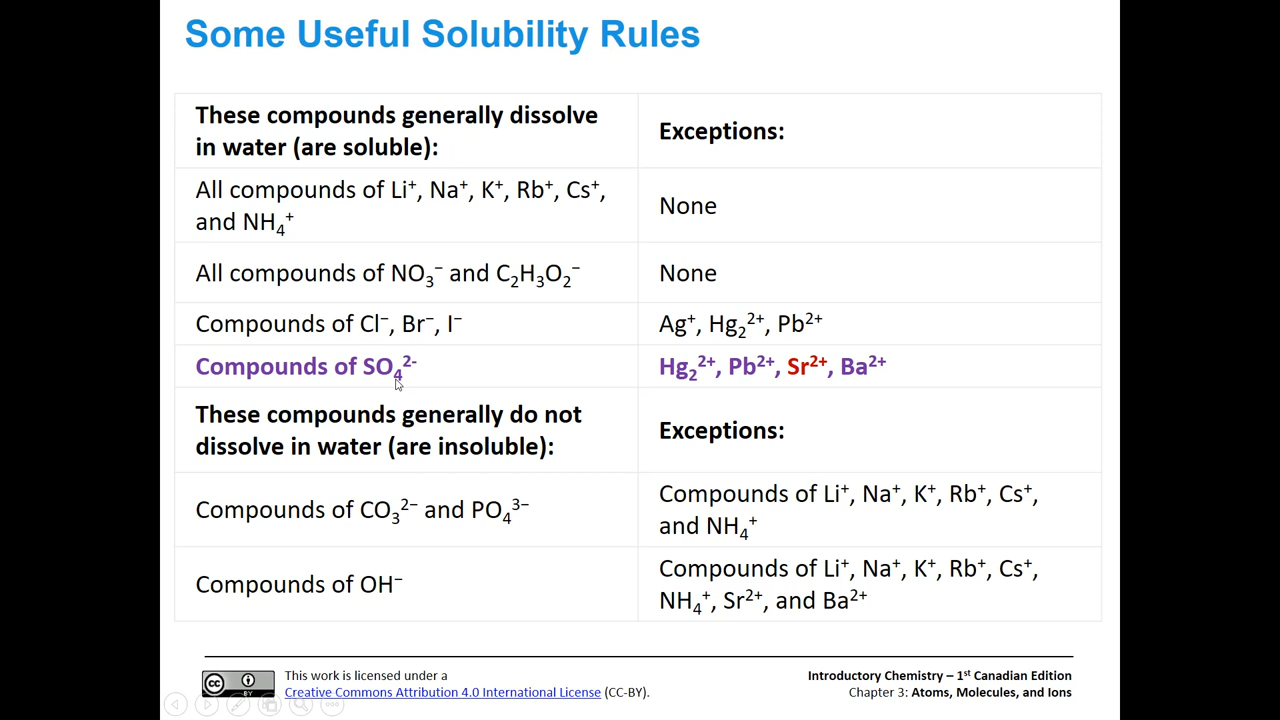 Some Useful Solubility Rules
These compounds generally dissolve
in water (are soluble):
Exceptions:
All compounds of Li⁺, Na⁺, K⁺, Rb⁺, Cs⁺,
and NH₄⁺
None
All compounds of NO₃⁻ and C₂H₃O₂⁻
None
Compounds of Cl⁻, Br⁻, I⁻
Ag⁺, Hg₂²⁺, Pb²⁺
Compounds of SO₄²⁻
Hg₂²⁺, Pb²⁺, Sr²⁺, Ba²⁺
These compounds generally do not
dissolve in water (are insoluble):
Exceptions:
Compounds of CO₃²⁻ and PO₄³⁻
Compounds of Li⁺, Na⁺, K⁺, Rb⁺, Cs⁺,
and NH₄⁺
Compounds of OH⁻
Compounds of Li⁺, Na⁺, K⁺, Rb⁺, Cs⁺,
NH₄⁺, Sr²⁺, and Ba²⁺
cc
BY
This work is licensed under a
Creative Commons Attribution 4.0 International License (CC-BY).
Introductory Chemistry – 1ˢᵗ Canadian Edition
Chapter 3: Atoms, Molecules, and Ions